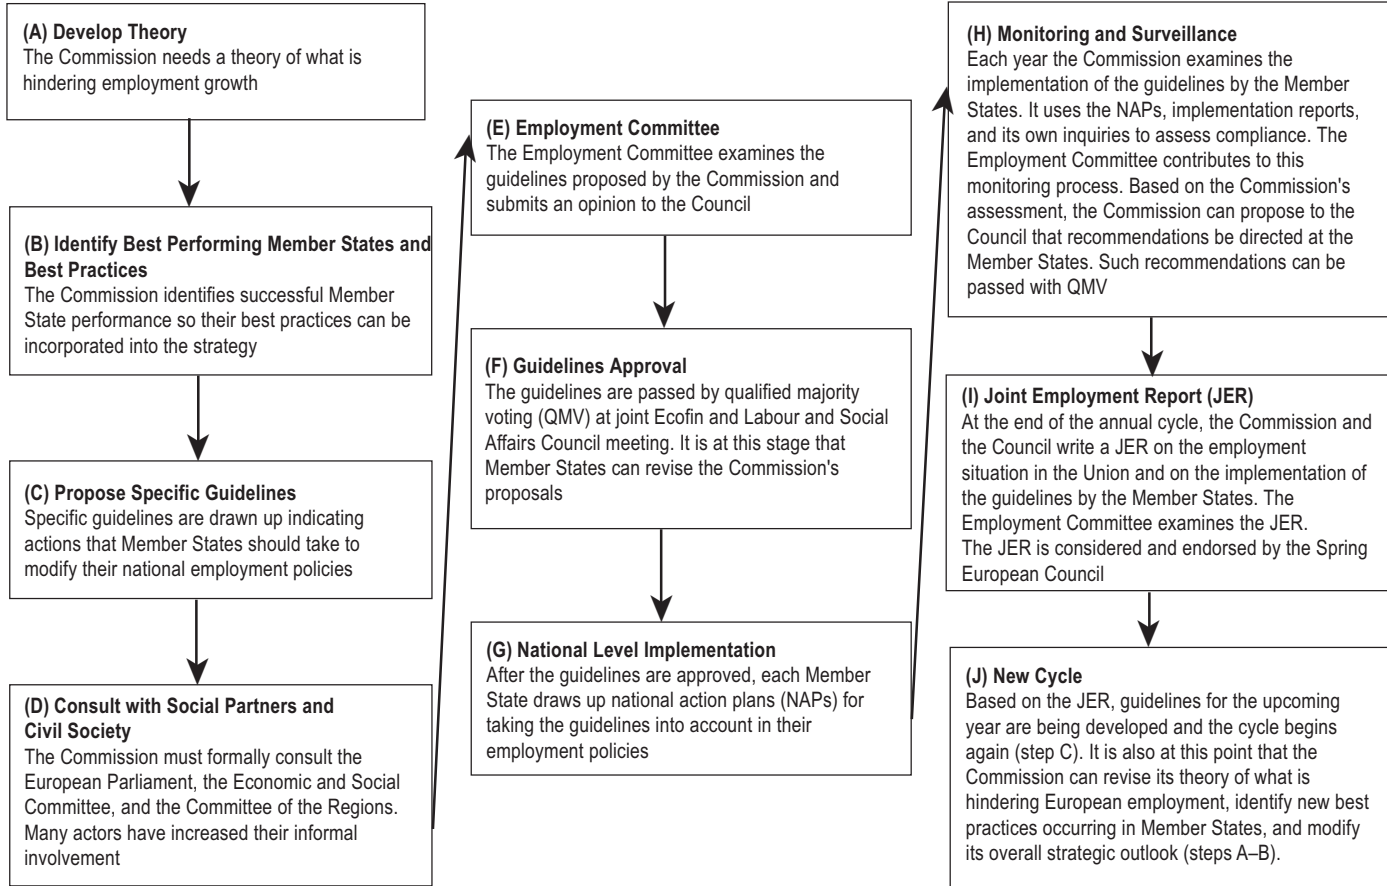 (A) Develop Theory
The Commission needs a theory of what is
hindering employment growth
(B) Identify Best Performing Member States and
Best Practices
The Commission identifies successful Member
State performance so their best practices can be
incorporated into the strategy
(C) Propose Specific Guidelines
Specific guidelines are drawn up indicating
actions that Member States should take to
modify their national employment policies
(D) Consult with Social Partners and
Civil Society
The Commission must formally consult the
European Parliament, the Economic and Social
Committee, and the Committee of the Regions.
Many actors have increased their informal
involvement
(E) Employment Committee
The Employment Committee examines the
guidelines proposed by the Commission and
submits an opinion to the Council
(F) Guidelines Approval
The guidelines are passed by qualified majority
voting (QMV) at joint Ecofin and Labour and Social
Affairs Council meeting. It is at this stage that
Member States can revise the Commission's
proposals
(G) National Level Implementation
After the guidelines are approved, each Member
State draws up national action plans (NAPs) for
taking the guidelines into account in their
employment policies
(H) Monitoring and Surveillance
Each year the Commission examines the
implementation of the guidelines by the Member
States. It uses the NAPs, implementation reports,
and its own inquiries to assess compliance. The
Employment Committee contributes to this
monitoring process. Based on the Commission's
assessment, the Commission can propose to the
Council that recommendations be directed at the
Member States. Such recommendations can be
passed with QMV
(I) Joint Employment Report (JER)
At the end of the annual cycle, the Commission and
the Council write a JER on the employment
situation in the Union and on the implementation of
the guidelines by the Member States. The
Employment Committee examines the JER.
The JER is considered and endorsed by the Spring
European Council
(J) New Cycle
Based on the JER, guidelines for the upcoming
year are being developed and the cycle begins
again (step C). It is also at this point that the
Commission can revise its theory of what is
hindering European employment, identify new best
practices occurring in Member States, and modify
its overall strategic outlook (steps A–B).